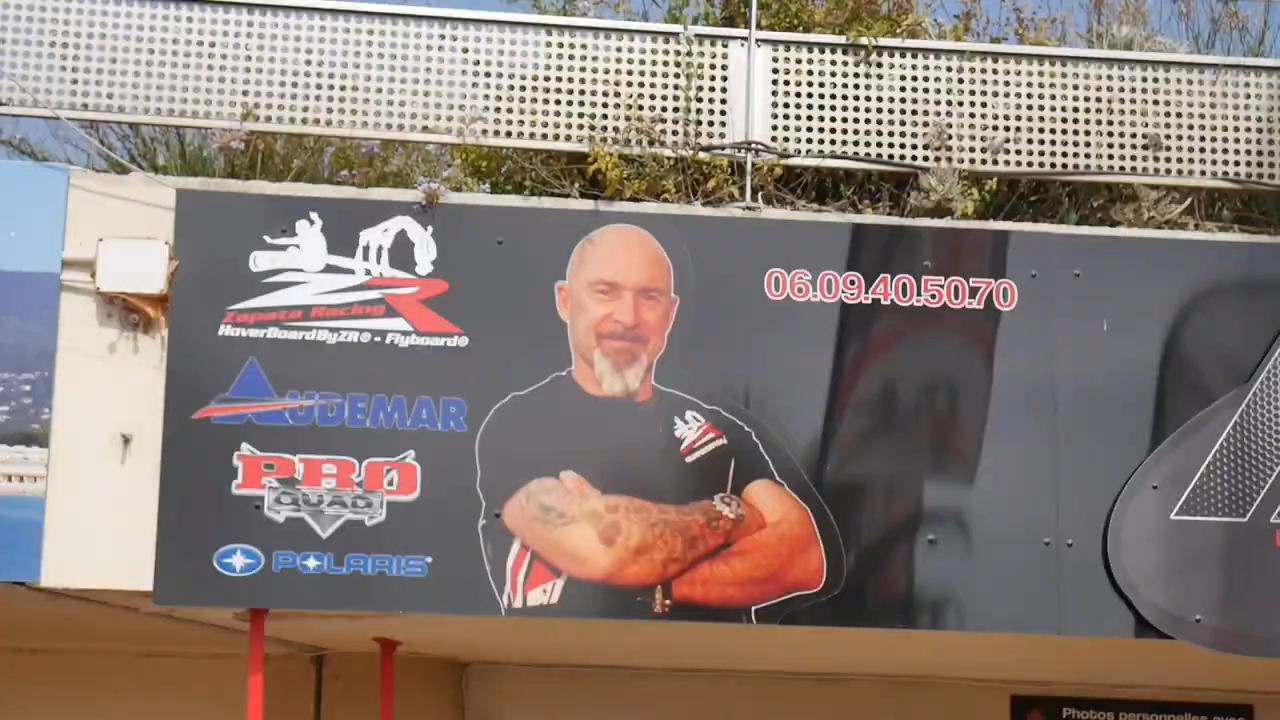 Zapata Racing
HoverBoardByZR® - Flyboard®
AUDEMAR
PRO
QUAD
POLARIS
06.09.40.50.70
Photos personnelles avec